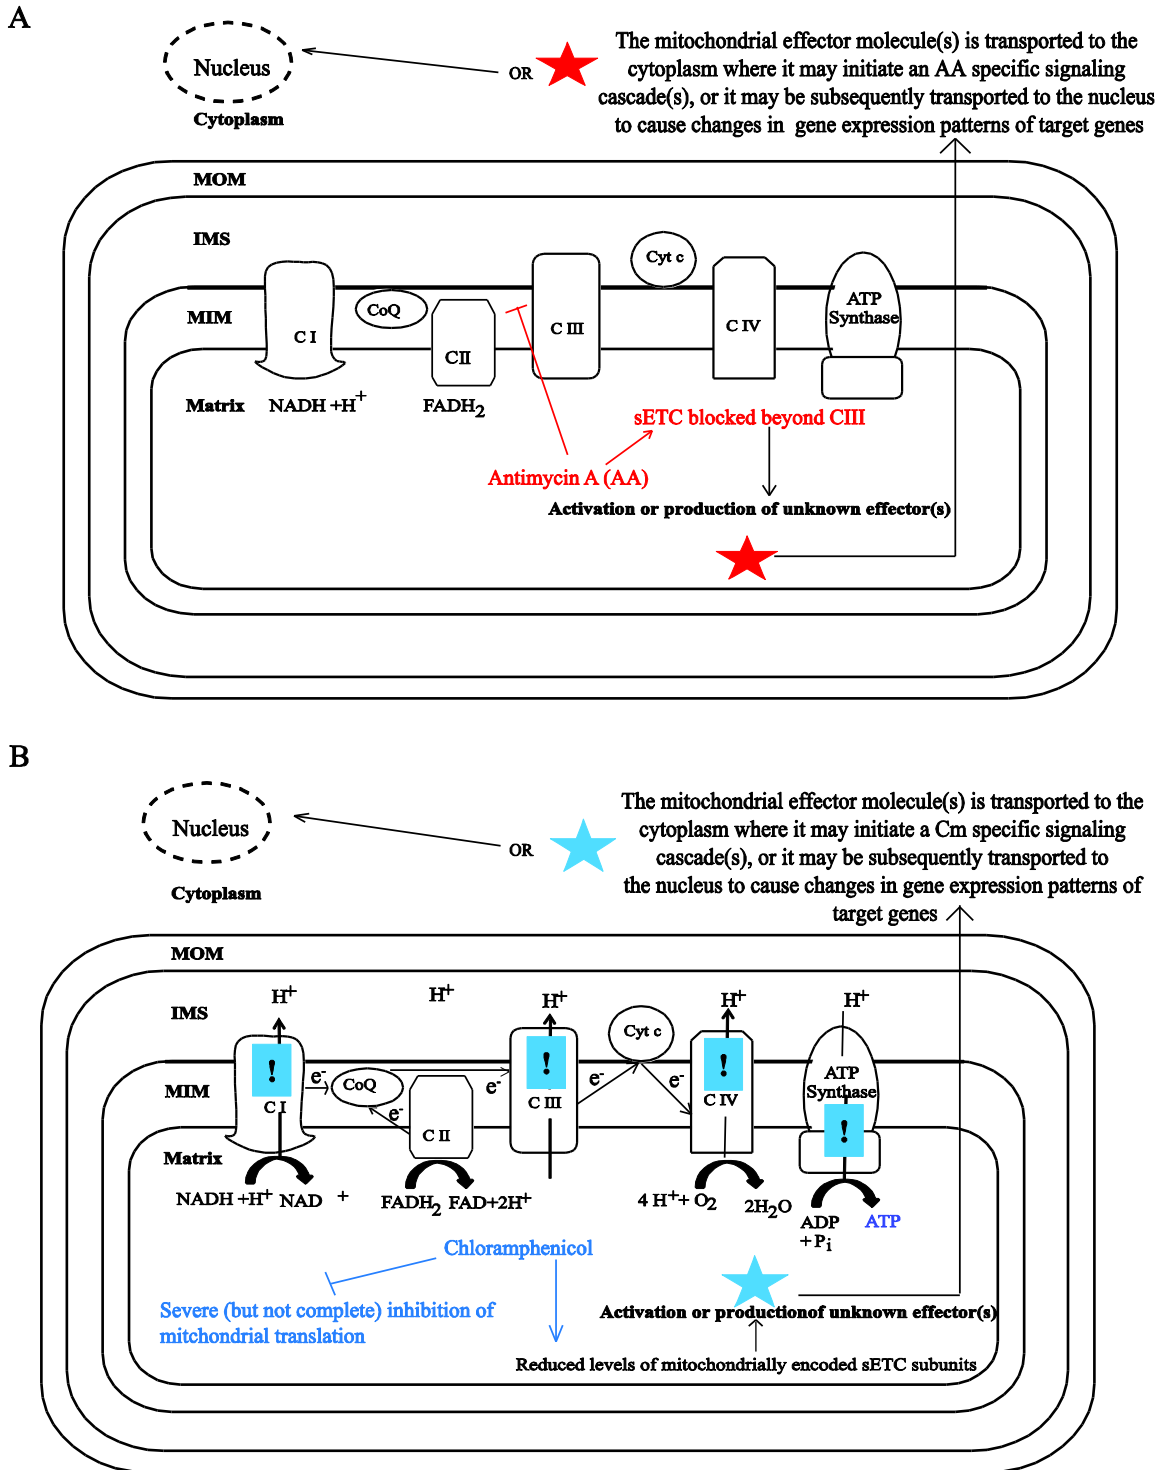 A
Nucleus
Cytoplasm
OR
The mitochondrial effector molecule(s) is transported to the
cytoplasm where it may initiate an AA specific signaling
cascade(s), or it may be subsequently transported to the nucleus
to cause changes in gene expression patterns of target genes
MOM
IMS
MIM
Matrix
C I
CoQ
CII
C III
Cyt c
C IV
ATP
Synthase
NADH +H+
FADH2
sETC blocked beyond CIII
Antimycin A (AA)
Activation or production of unknown effector(s)
B
Nucleus
Cytoplasm
OR
The mitochondrial effector molecule(s) is transported to the
cytoplasm where it may initiate a Cm specific signaling
cascade(s), or it may be subsequently transported to
the nucleus to cause changes in gene expression patterns of
target genes
MOM
IMS
MIM
Matrix
H+
H+
H+
H+
H+
!
C I
e-
CoQ
e-
C II
e-
!
C III
e-
Cyt c
e-
!
C IV
ATP
Synthase
!
NADH +H+ NAD +
FADH2 FAD+2H+
4 H++ O2
2H2O
ADP
+ Pi
ATP
Chloramphenicol
Severe (but not complete) inhibition of
mitchondrial translation
Activation or productionof unknown effector(s)
Reduced levels of mitochondrially encoded sETC subunits